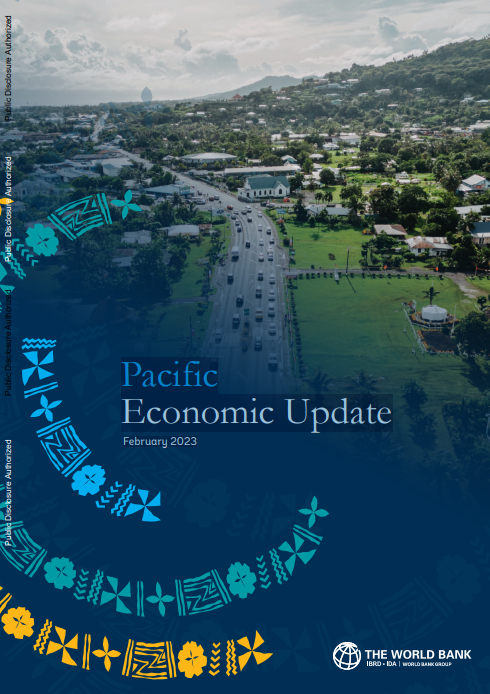 Public Disclosure Authorized
Public Disclosure Authorized
Public Disclosure Authorized
Public Disclosure Authorized
Pacific
Economic Update
February 2023
THE WORLD BANK
IBRD • IDA | WORLD BANK GROUP